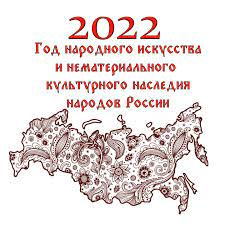 2022
Год народного искусства
и нематериального
культурного наследия
народов России